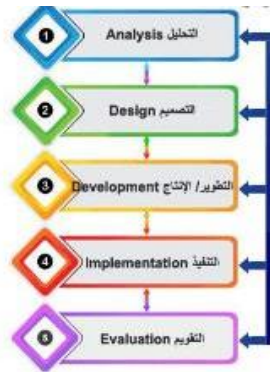 1
Analysis التحليل
2
Design التصميم
3
Development التطوير/ الإنتاج
4
Implementation التنفيذ
5
Evaluation التقويم